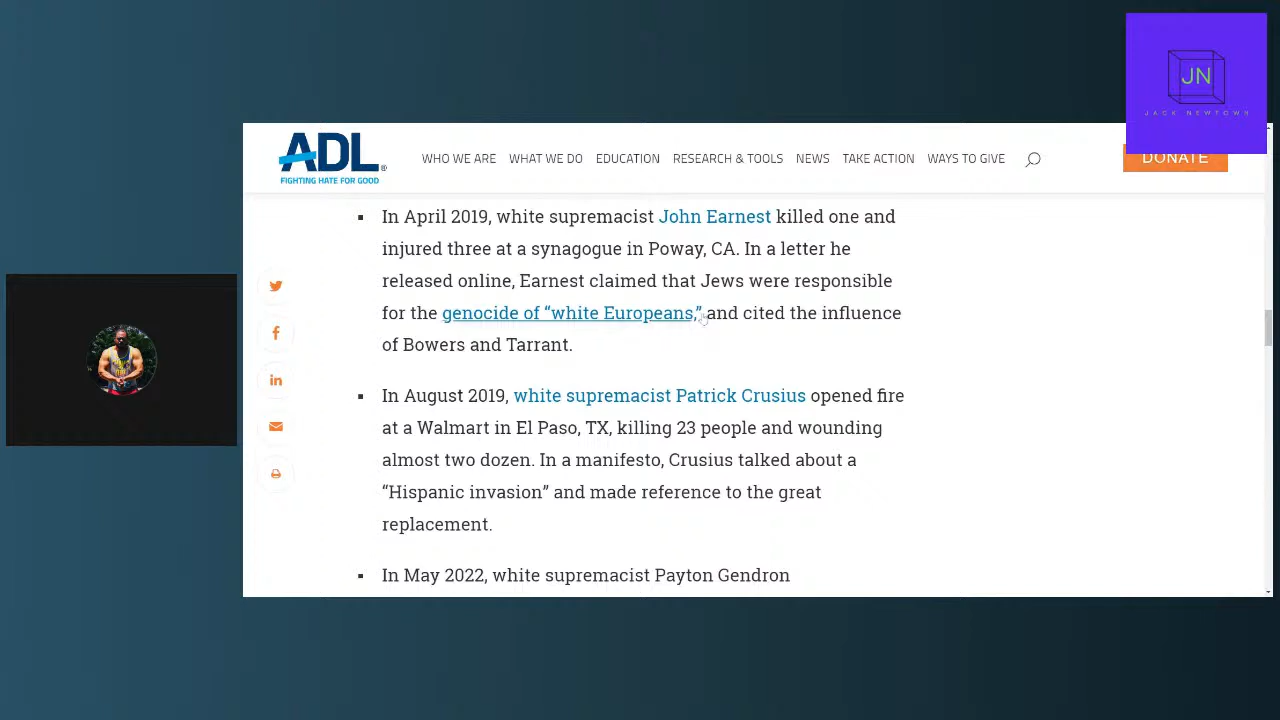 JN
JACK NEWTOWN
ADL®
FIGHTING HATE FOR GOOD
WHO WE ARE WHAT WE DO EDUCATION RESEARCH & TOOLS NEWS TAKE ACTION WAYS TO GIVE
DONATE
▪ In April 2019, white supremacist John Earnest killed one and
injured three at a synagogue in Poway, CA. In a letter he
released online, Earnest claimed that Jews were responsible
for the genocide of “white Europeans,” and cited the influence
of Bowers and Tarrant.
▪ In August 2019, white supremacist Patrick Crusius opened fire
at a Walmart in El Paso, TX, killing 23 people and wounding
almost two dozen. In a manifesto, Crusius talked about a
“Hispanic invasion” and made reference to the great
replacement.
▪ In May 2022, white supremacist Payton Gendron